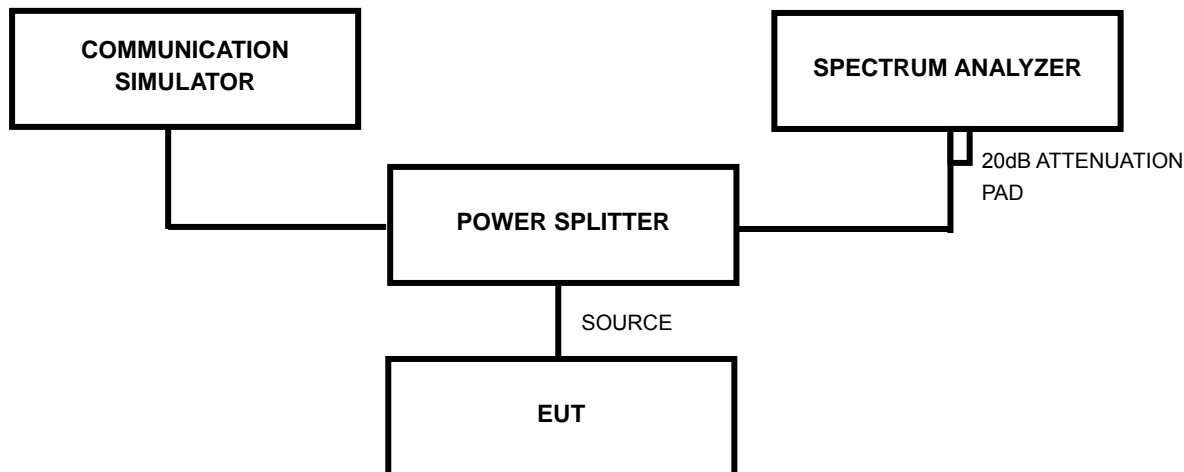 COMMUNICATION
SIMULATOR
SPECTRUM ANALYZER
20dB ATTENUATION
PAD
POWER SPLITTER
SOURCE
EUT